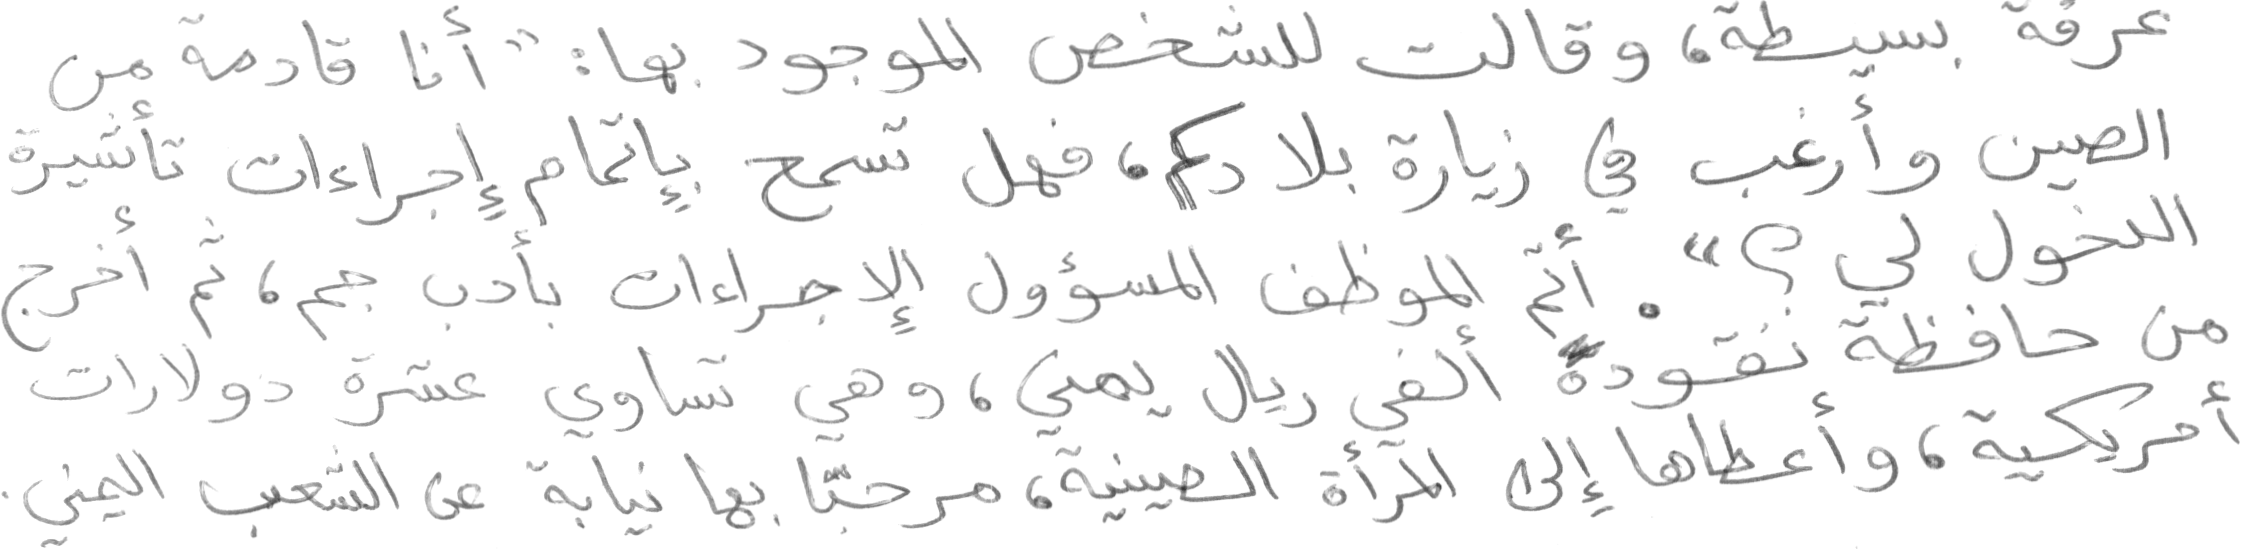 غرفة بسيطة، وقالت للشخص الموجود بها: "أنا قادمة من
الصين وأرغب في زيارة بلادكم، فهل تسمح بإتمام إجراءات تأشيرة
الدخول لي؟". أتمّ الموظف المسؤول الإجراءات بأدب جم، ثم أخرج
من حافظة نقوده ألفي ريال يمني، وهي تساوي عشرة دولارات
أمريكية، وأعطاها إلى المرأة الصينية، مرحبًا بها نيابة عن الشعب اليمني.